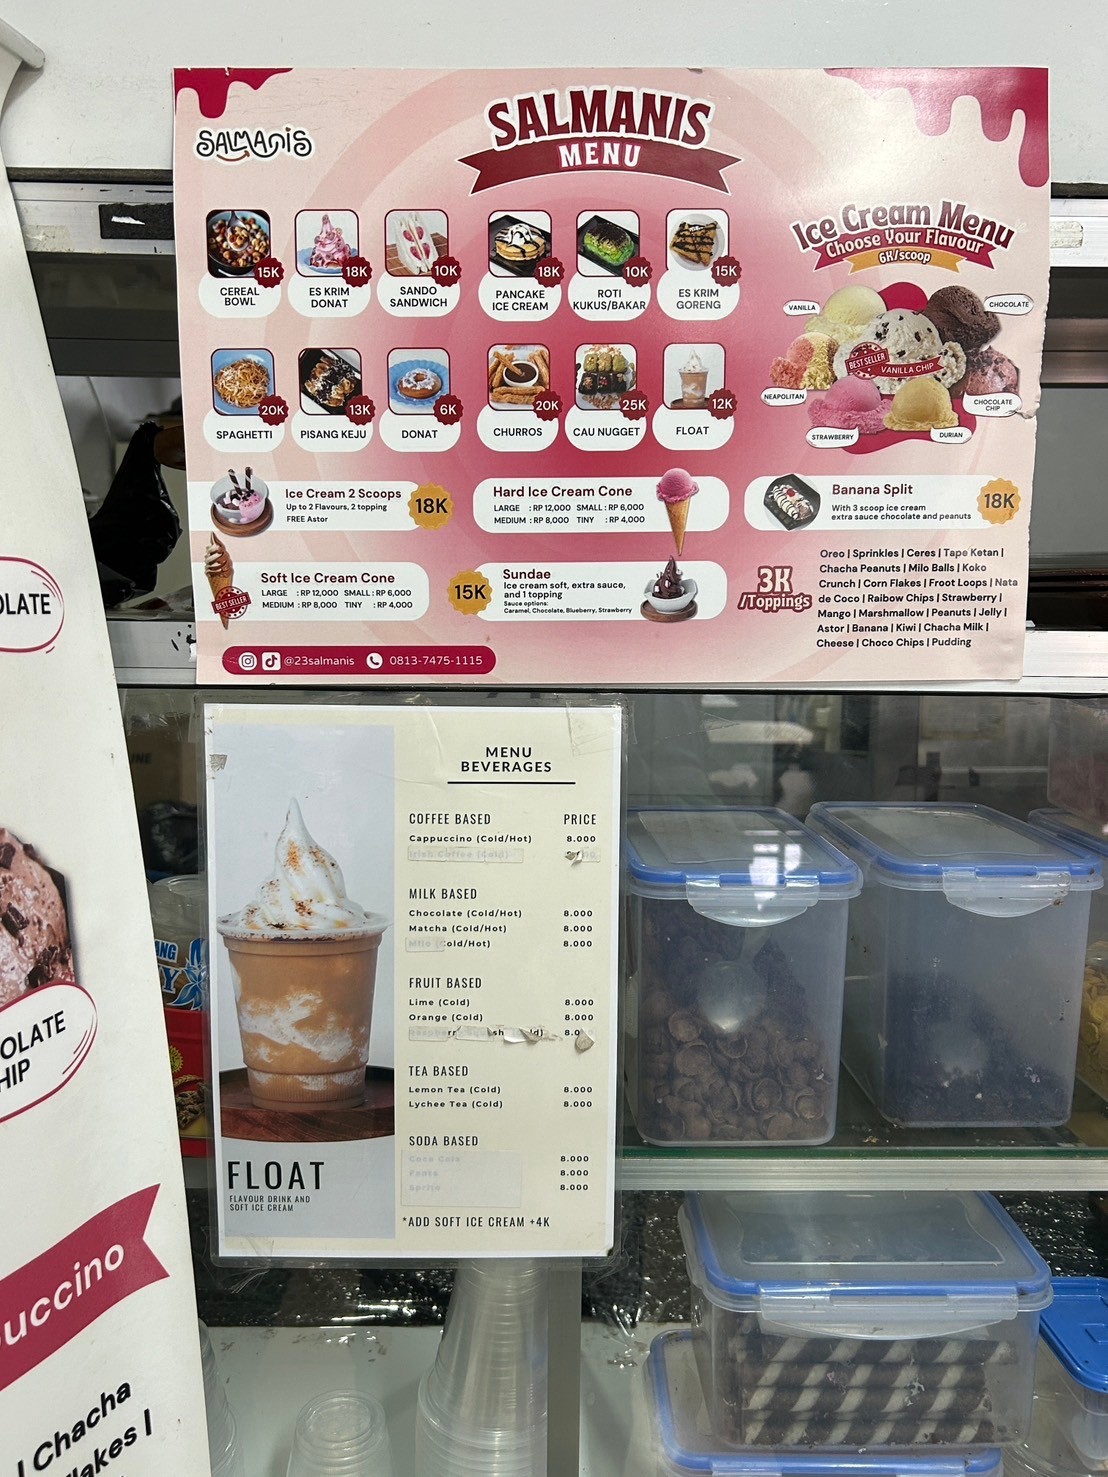 SALMANIS
SALMANIS
MENU
15K
CEREAL
BOWL
18K
ES KRIM
DONAT
10K
SANDO
SANDWICH
18K
PANCAKE
ICE CREAM
10K
ROTI
KUKUS/BAKAR
15K
ES KRIM
GORENG
20K
SPAGHETTI
13K
PISANG KEJU
6K
DONAT
20K
CHURROS
25K
CAU NUGGET
12K
FLOAT
Ice Cream Menu
Choose Your Flavour
6K/scoop
VANILLA
CHOCOLATE
BEST SELLER
VANILLA CHIP
NEAPOLITAN
CHOCOLATE
CHIP
STRAWBERRY
DURIAN
Ice Cream 2 Scoops
Up to 2 Flavours, 2 topping
FREE Astor
18K
Hard Ice Cream Cone
LARGE : RP 12,000 SMALL : RP 6,000
MEDIUM : RP 8,000 TINY : RP 4,000
Banana Split
With 3 scoop ice cream
extra sauce chocolate and peanuts
18K
BEST SELLER
Soft Ice Cream Cone
LARGE : RP 12,000 SMALL : RP 6,000
MEDIUM : RP 8,000 TINY : RP 4,000
15K
Sundae
Ice cream soft, extra sauce,
and 1 topping
Sauce options:
Caramel, Chocolate, Blueberry, Strawberry
3K
/Toppings
Oreo | Sprinkles | Ceres | Tape Ketan |
Chacha Peanuts | Milo Balls | Koko
Crunch | Corn Flakes | Froot Loops | Nata
de Coco | Raibow Chips | Strawberry |
Mango | Marshmallow | Peanuts | Jelly |
Astor | Banana | Kiwi | Chacha Milk |
Cheese | Choco Chips | Pudding
@23salmanis 0813-7475-1115
MENU
BEVERAGES
COFFEE BASED PRICE
Cappuccino (Cold/Hot) 8.000
Irish Coffee (Cold)
MILK BASED
Chocolate (Cold/Hot) 8.000
Matcha (Cold/Hot) 8.000
Milo (Cold/Hot) 8.000
FRUIT BASED
Lime (Cold) 8.000
Orange (Cold) 8.000
TEA BASED
Lemon Tea (Cold) 8.000
Lychee Tea (Cold) 8.000
SODA BASED
Coca Cola 8.000
Fanta 8.000
Sprite 8.000
*ADD SOFT ICE CREAM +4K
FLOAT
FLAVOUR DRINK AND
SOFT ICE CREAM
OLATE
OLATE
HIP
uccino
| Chacha
lakes |